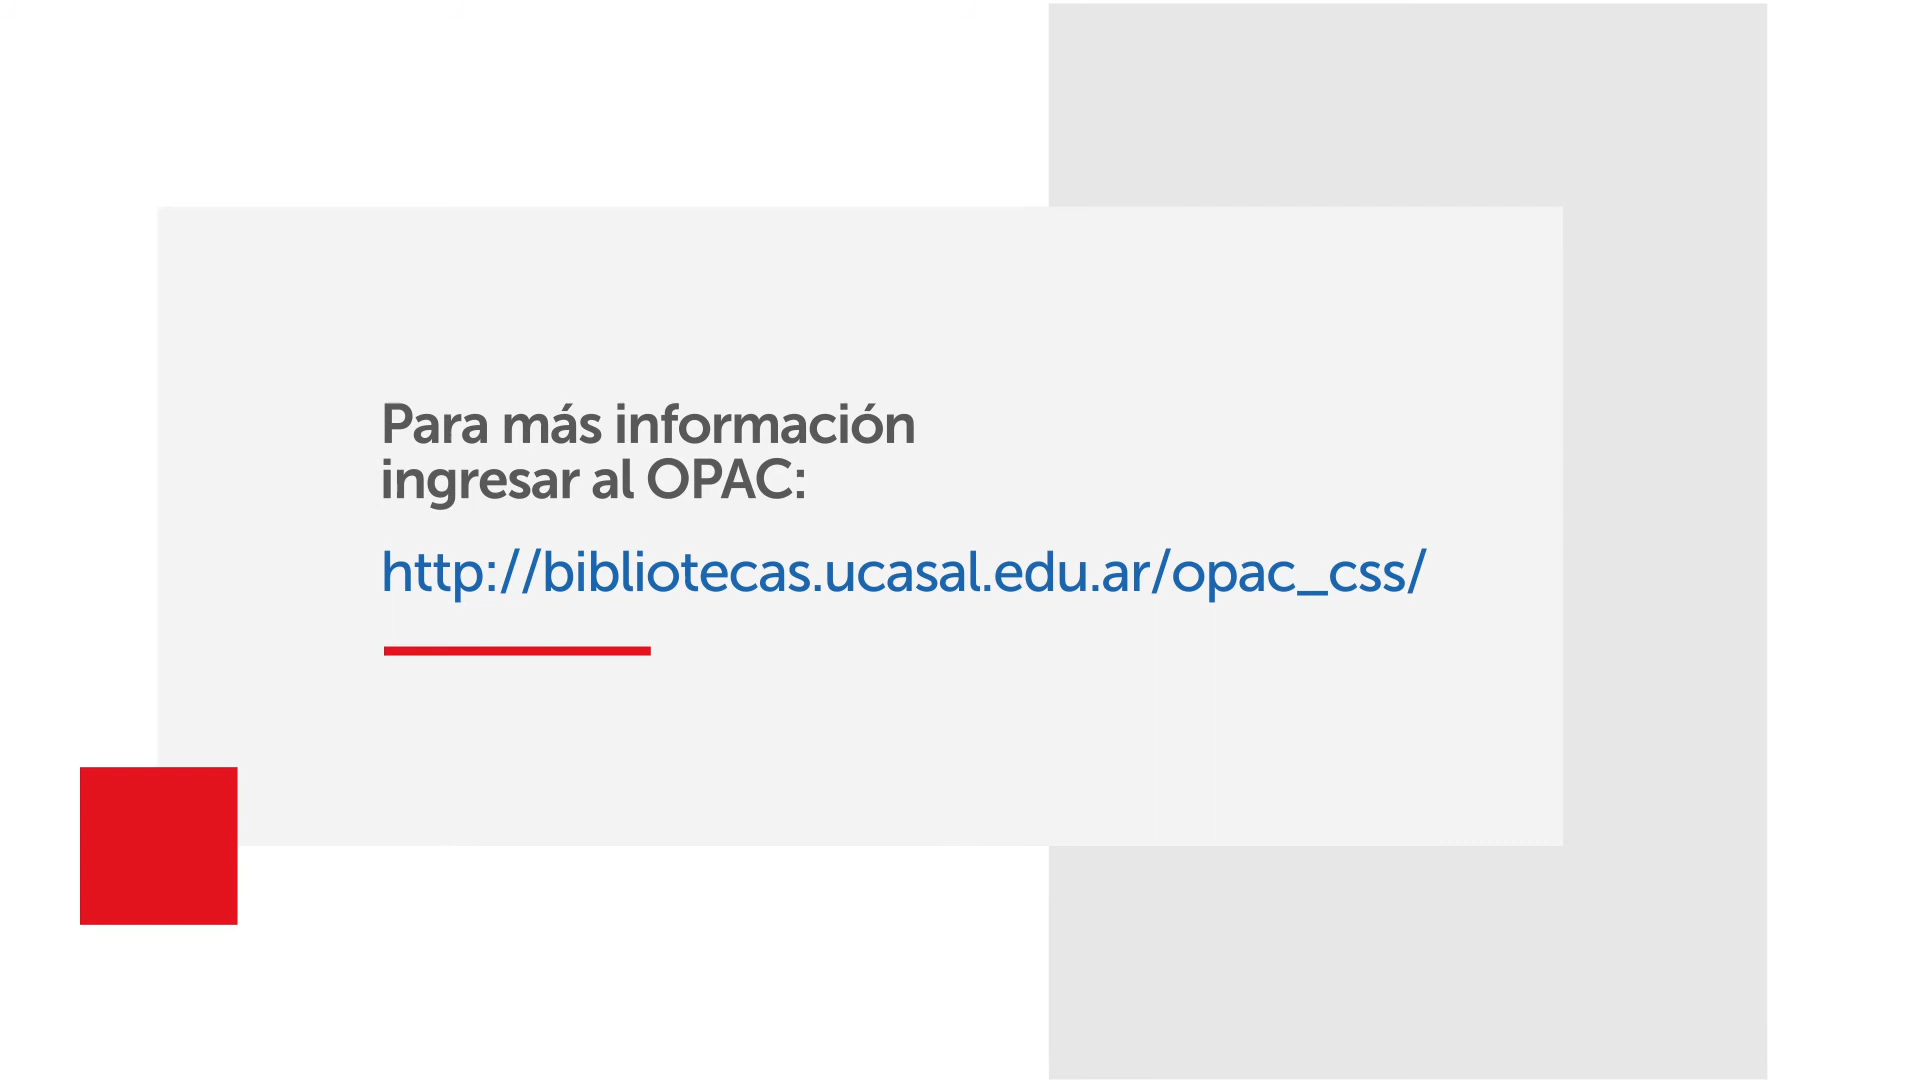 Para más información
ingresar al OPAC:
http://bibliotecas.ucasal.edu.ar/opac_css/